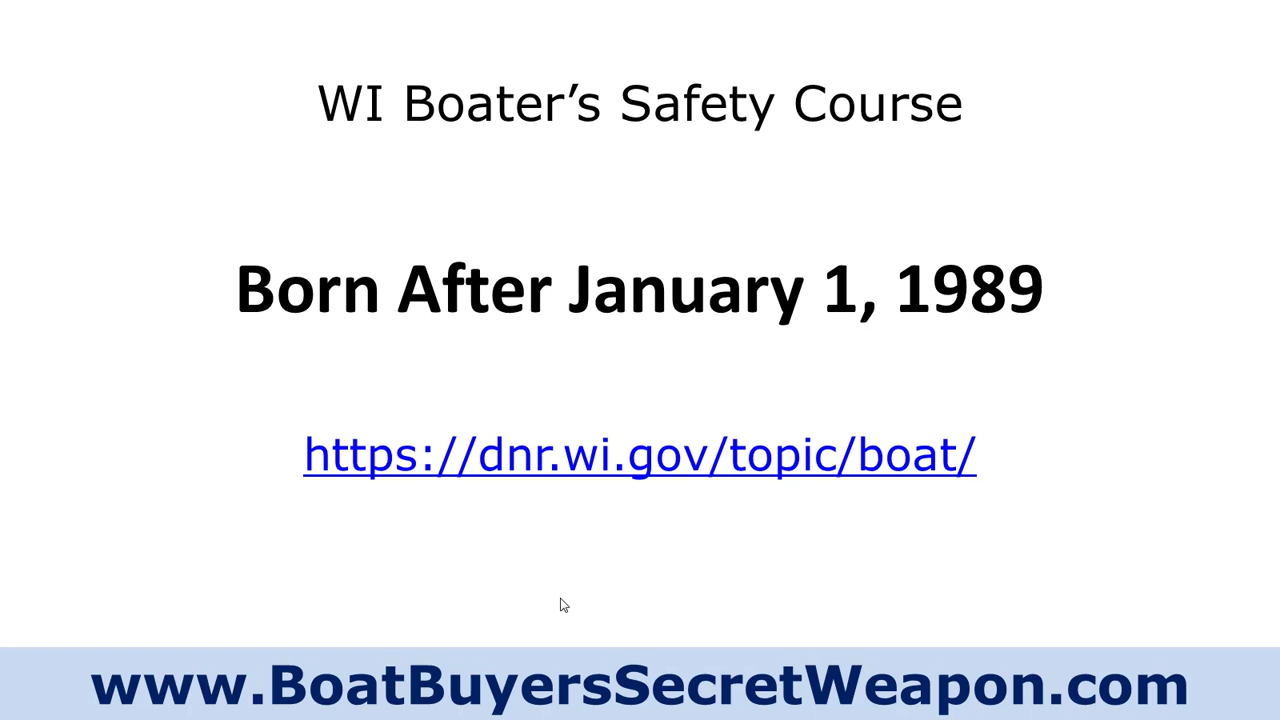 WI Boater’s Safety Course
Born After January 1, 1989
https://dnr.wi.gov/topic/boat/
www.BoatBuyersSecretWeapon.com